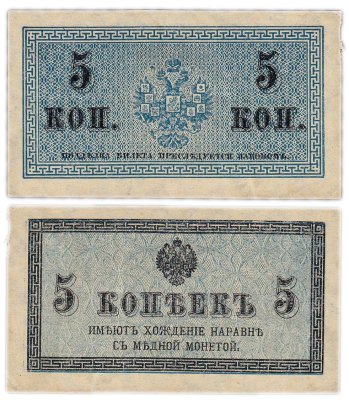 5 5
КОП. КОП.
ПОДДѢЛКА БИЛЕТА ПРЕСЛѢДУЕТСЯ ЗАКОНОМЪ.
5 КОПѢЕКЪ 5
ИМѢЮТЪ ХОЖДЕНІЕ НАРАВНѢ
СЪ МѢДНОЙ МОНЕТОЙ.